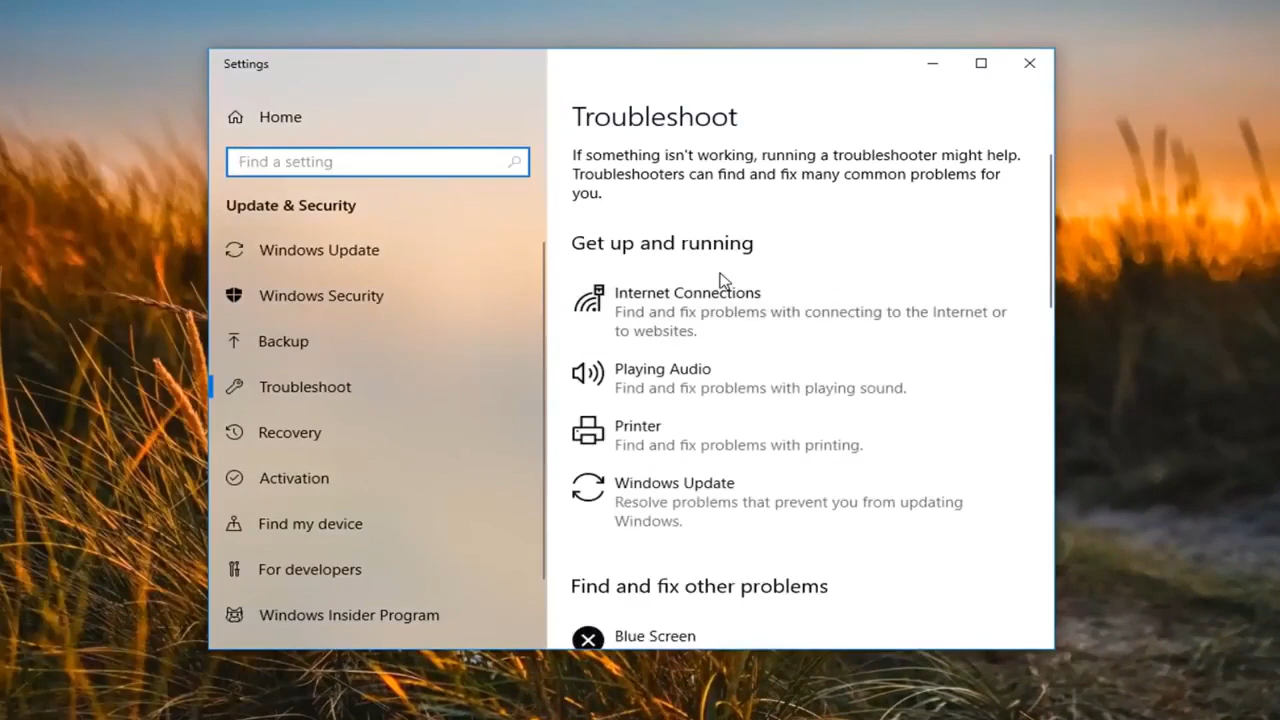 Settings
Home
Find a setting
Update & Security
Windows Update
Windows Security
Backup
Troubleshoot
Recovery
Activation
Find my device
For developers
Windows Insider Program
Troubleshoot
If something isn't working, running a troubleshooter might help.
Troubleshooters can find and fix many common problems for
you.
Get up and running
Internet Connections
Find and fix problems with connecting to the Internet or
to websites.
Playing Audio
Find and fix problems with playing sound.
Printer
Find and fix problems with printing.
Windows Update
Resolve problems that prevent you from updating
Windows.
Find and fix other problems
Blue Screen